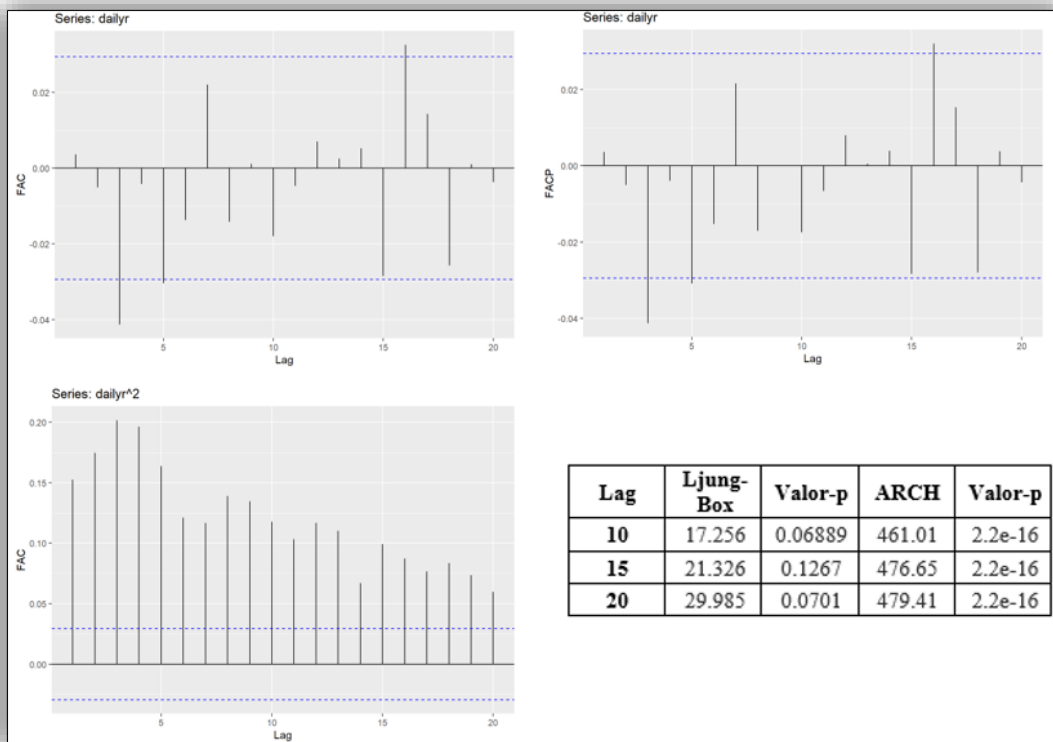 Series: dailyr
FAC
0.02
0.00
-0.02
-0.04
5
10
15
20
Lag
Series: dailyr
FACP
0.02
0.00
-0.02
-0.04
5
10
15
20
Lag
Series: dailyr^2
FAC
0.20
0.15
0.10
0.05
0.00
5
10
15
20
Lag
Lag Ljung-Box Valor-p ARCH Valor-p
10 17.256 0.06889 461.01 2.2e-16
15 21.326 0.1267 476.65 2.2e-16
20 29.985 0.0701 479.41 2.2e-16